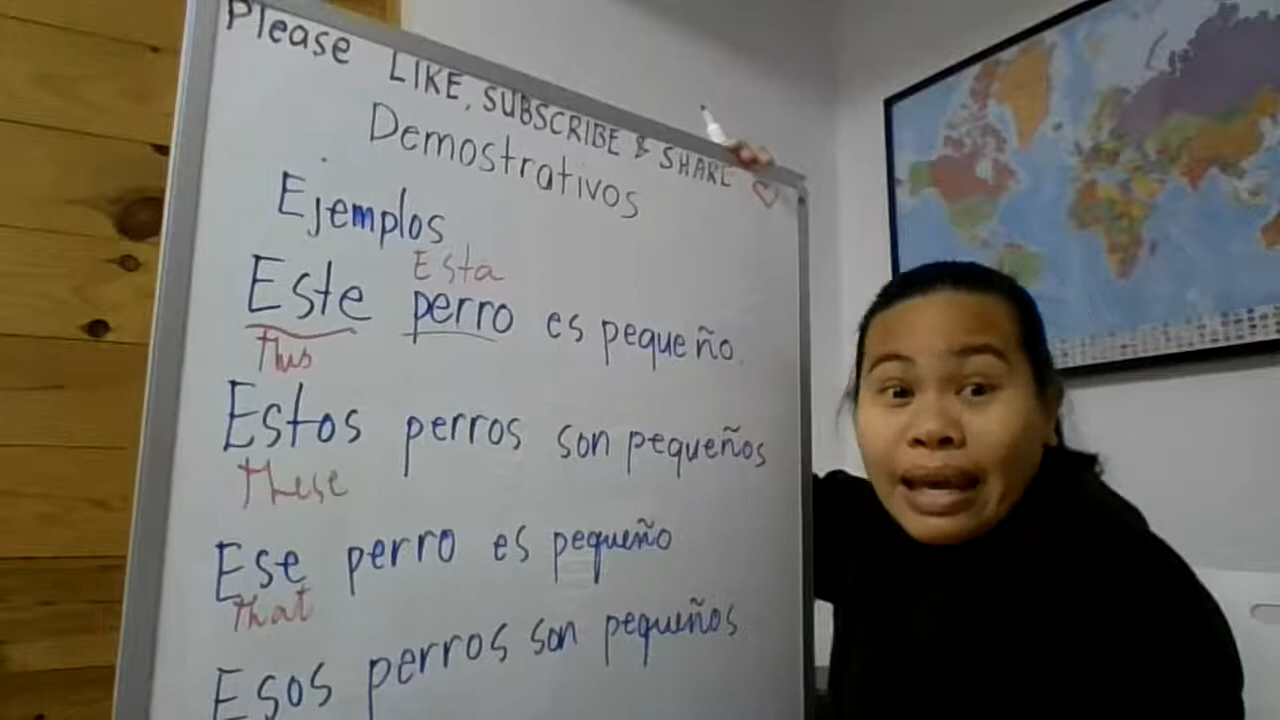 Please LIKE, SUBSCRIBE & SHARE
Demostrativos
Ejemplos
Esta
Este perro es pequeño.
this
Estos perros son pequeños
these
Ese perro es pequeño
that
Esos perros son pequeños